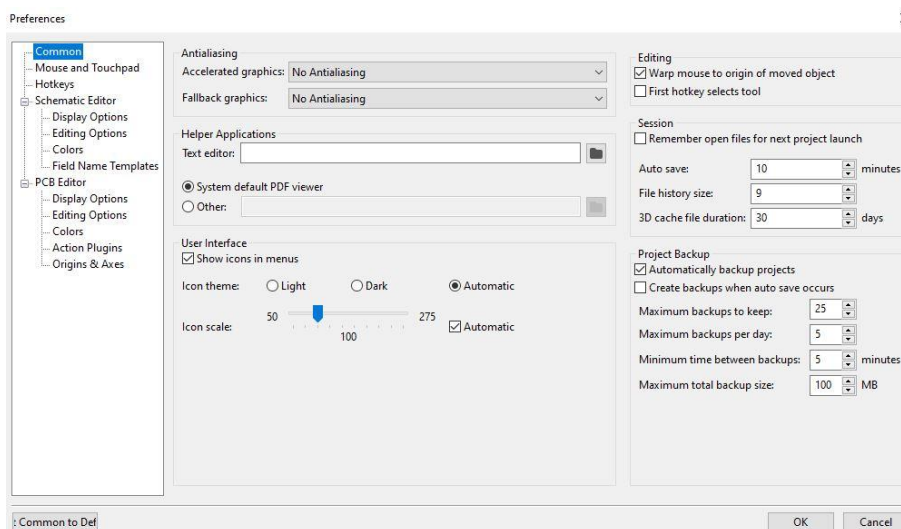 Preferences
Common
Mouse and Touchpad
Hotkeys
Schematic Editor
Display Options
Editing Options
Colors
Field Name Templates
PCB Editor
Display Options
Editing Options
Colors
Action Plugins
Origins & Axes
Antialiasing
Accelerated graphics: No Antialiasing
Fallback graphics: No Antialiasing
Helper Applications
Text editor:
System default PDF viewer
Other:
User Interface
Show icons in menus
Icon theme: Light Dark Automatic
Icon scale: 50 100 275 Automatic
Editing
Warp mouse to origin of moved object
First hotkey selects tool
Session
Remember open files for next project launch
Auto save: 10 minutes
File history size: 9
3D cache file duration: 30 days
Project Backup
Automatically backup projects
Create backups when auto save occurs
Maximum backups to keep: 25
Maximum backups per day: 5
Minimum time between backups: 5 minutes
Maximum total backup size: 100 MB
: Common to Def
OK Cancel